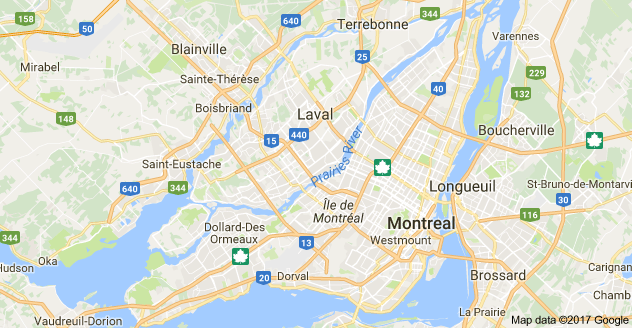 158
50
640
344
Terrebonne
Varennes
Blainville
Mirabel
25
229
Sainte-Thérèse
40
132
Boisbriand
Laval
148
440
15
Boucherville
Prairies River
Saint-Eustache
640
344
Longueuil
St-Bruno-de-Montarvi
30
Île de
Montréal
Montreal
116
Dollard-Des
Ormeaux
344
13
Westmount
Oka
Hudson
20
Dorval
Brossard
Carignan
Chamb
La Prairie
Vaudreuil-Dorion
Map data ©2017 Google